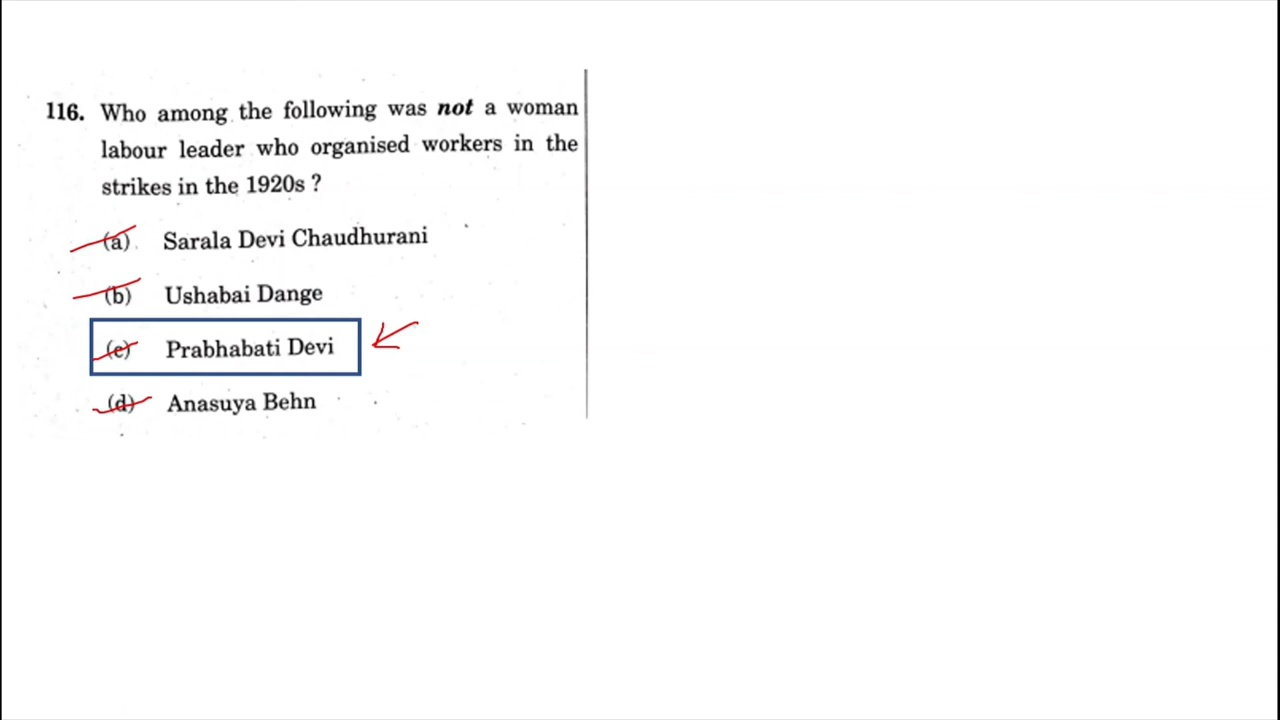 116. Who among the following was not a woman
labour leader who organised workers in the
strikes in the 1920s ?
(a) Sarala Devi Chaudhurani
(b) Ushabai Dange
(c) Prabhabati Devi
(d) Anasuya Behn